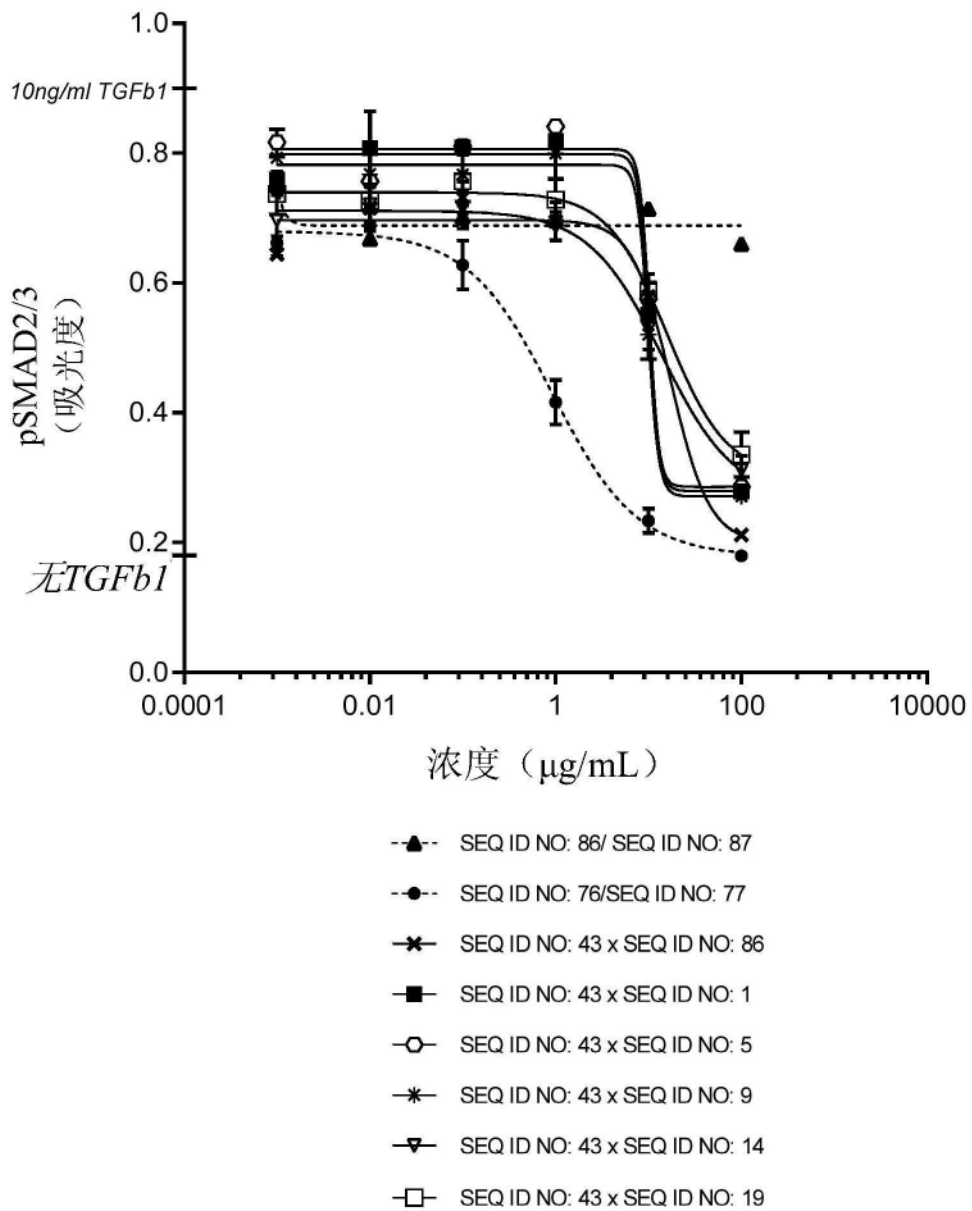 1.0
10ng/ml TGFb1
0.8
0.6
0.4
0.2
无TGFb1
0.0
pSMAD2/3
（吸光度）
0.0001
0.01
1
100
10000
浓度（μg/mL）
SEQ ID NO: 86/ SEQ ID NO: 87
SEQ ID NO: 76/SEQ ID NO: 77
SEQ ID NO: 43 x SEQ ID NO: 86
SEQ ID NO: 43 x SEQ ID NO: 1
SEQ ID NO: 43 x SEQ ID NO: 5
SEQ ID NO: 43 x SEQ ID NO: 9
SEQ ID NO: 43 x SEQ ID NO: 14
SEQ ID NO: 43 x SEQ ID NO: 19